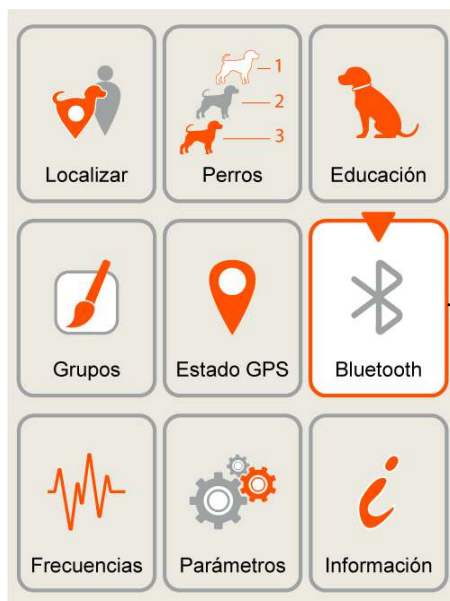 1
2
3
Localizar
Perros
Educación
Grupos
Estado GPS
Bluetooth
Frecuencias
Parámetros
Información